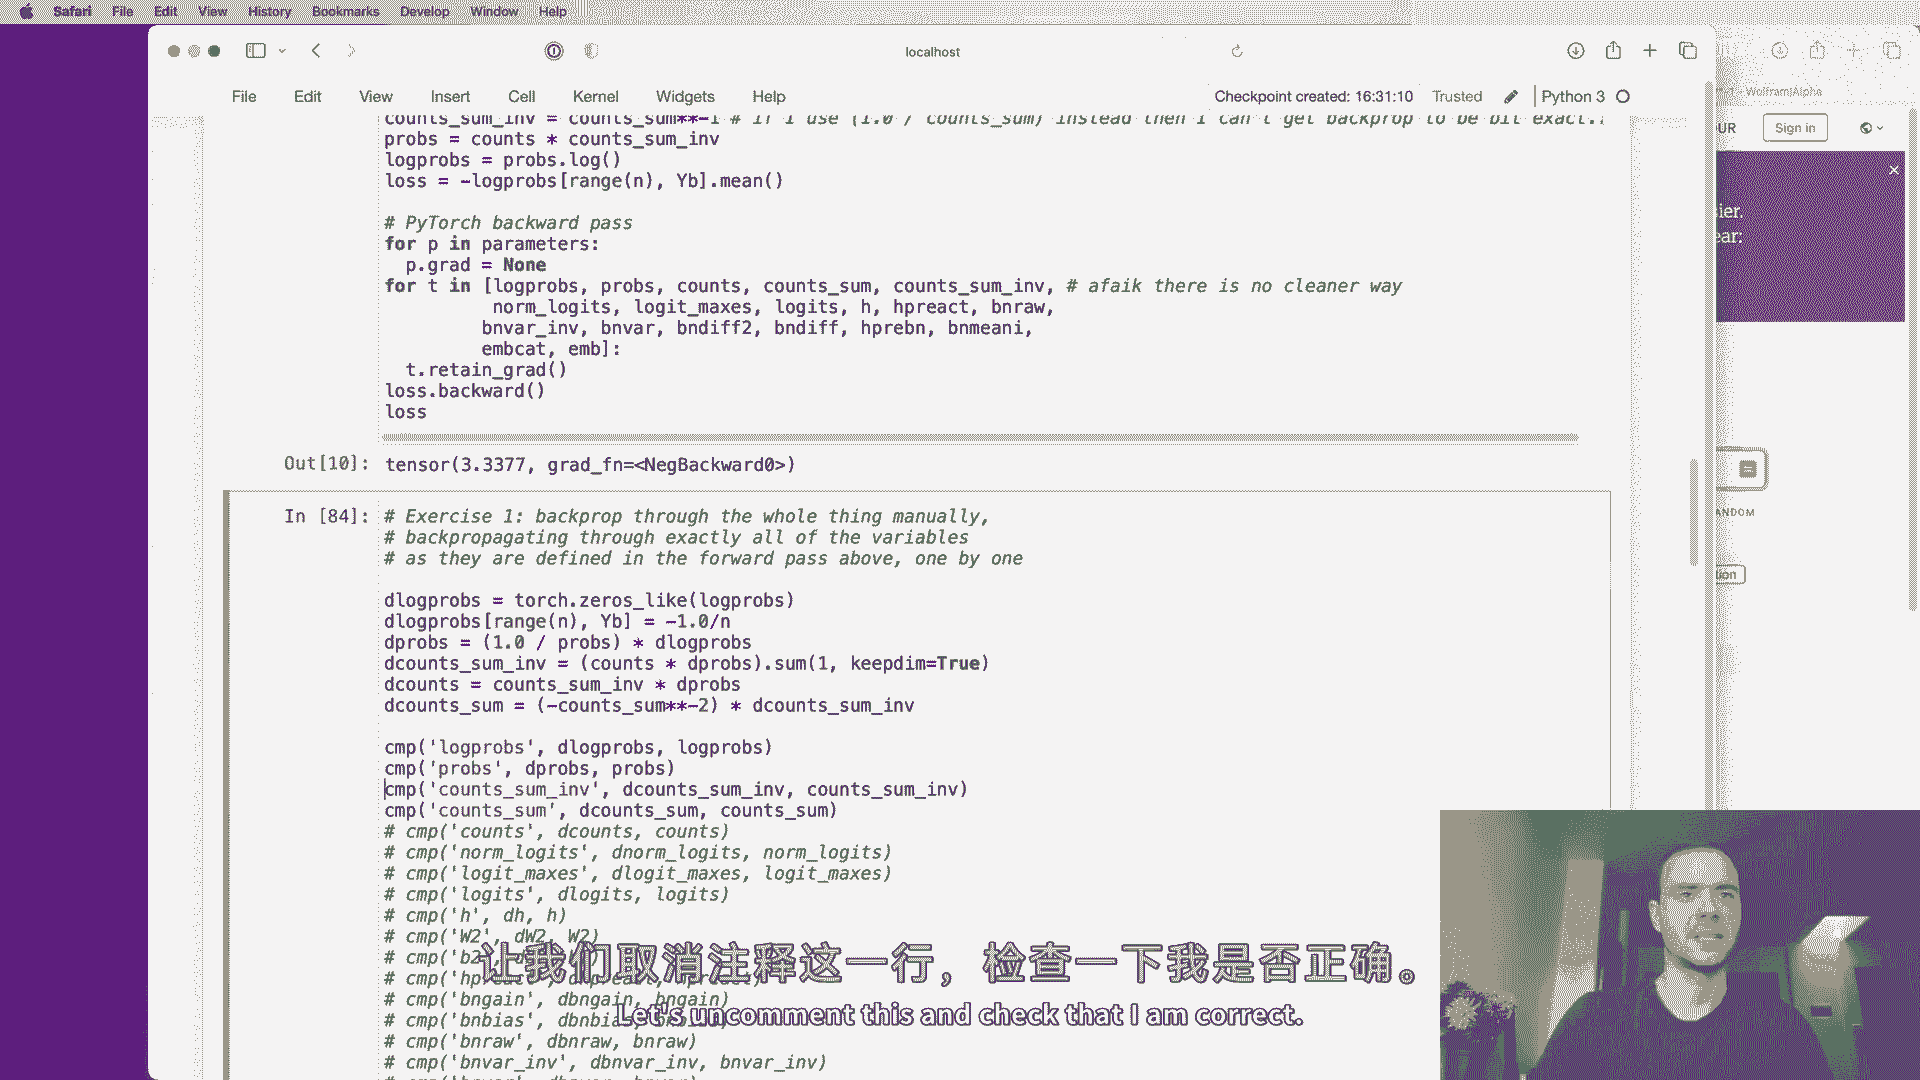 Safari File Edit View History Bookmarks Develop Window Help
localhost
File Edit View Insert Cell Kernel Widgets Help
Checkpoint created: 16:31:10 Trusted Python 3
counts_sum_inv = counts_sum**-1 # if I use (1.0 / counts_sum) instead then I can't get backprop to be bit exact..
probs = counts * counts_sum_inv
logprobs = probs.log()
loss = -logprobs[range(n), Yb].mean()
# PyTorch backward pass
for p in parameters:
p.grad = None
for t in [logprobs, probs, counts, counts_sum, counts_sum_inv, # afaik there is no cleaner way
norm_logits, logit_maxes, logits, h, hpreact, bnraw,
bnvar_inv, bnvar, bndiff2, bndiff, hprebn, bnmeani,
embcat, emb]:
t.retain_grad()
loss.backward()
loss
Out[10]: tensor(3.3377, grad_fn=<NegBackward0>)
In [84]: # Exercise 1: backprop through the whole thing manually,
# backpropagating through exactly all of the variables
# as they are defined in the forward pass above, one by one
dlogprobs = torch.zeros_like(logprobs)
dlogprobs[range(n), Yb] = -1.0/n
dprobs = (1.0 / probs) * dlogprobs
dcounts_sum_inv = (counts * dprobs).sum(1, keepdim=True)
dcounts = counts_sum_inv * dprobs
dcounts_sum = (-counts_sum**-2) * dcounts_sum_inv
cmp('logprobs', dlogprobs, logprobs)
cmp('probs', dprobs, probs)
cmp('counts_sum_inv', dcounts_sum_inv, counts_sum_inv)
cmp('counts_sum', dcounts_sum, counts_sum)
# cmp('counts', dcounts, counts)
# cmp('norm_logits', dnorm_logits, norm_logits)
# cmp('logit_maxes', dlogit_maxes, logit_maxes)
# cmp('logits', dlogits, logits)
# cmp('h', dh, h)
# cmp('W2', dW2, W2)
# cmp('b2'
# cmp('bngain', dbngain, bngain)
# cmp('bnbias',
# cmp('bnraw', dbnraw, bnraw)
# cmp('bnvar_inv', dbnvar_inv, bnvar_inv)
让我们取消注释这一行，检查一下我是否正确。
Let's uncomment this and check that I am correct.
WolframAlpha
OUR
Sign in
ier.
ear:
ANDOM
tion